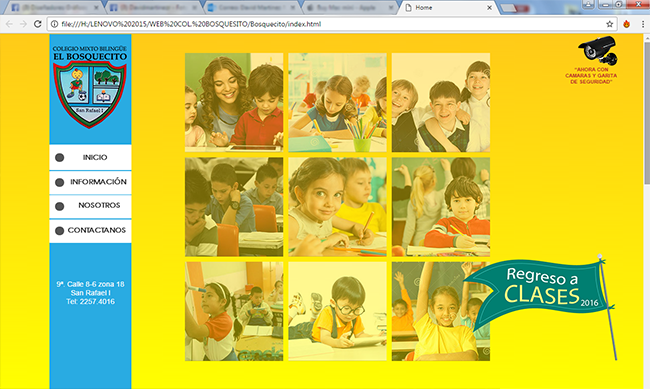 Home
file:///H:/LENOVO%202015/WEB%20COL.%20BOSQUESITO/Bosquecito/index.html
COLEGIO MIXTO BILINGÜE
EL BOSQUECITO
San Rafael I
INICIO
INFORMACIÓN
NOSOTROS
CONTACTANOS
9ª. Calle 8-6 zona 18
San Rafael I
Tel: 2257.4016
"AHORA CON
CAMARAS Y GARITA
DE SEGURIDAD"
Regreso a
CLASES 2016